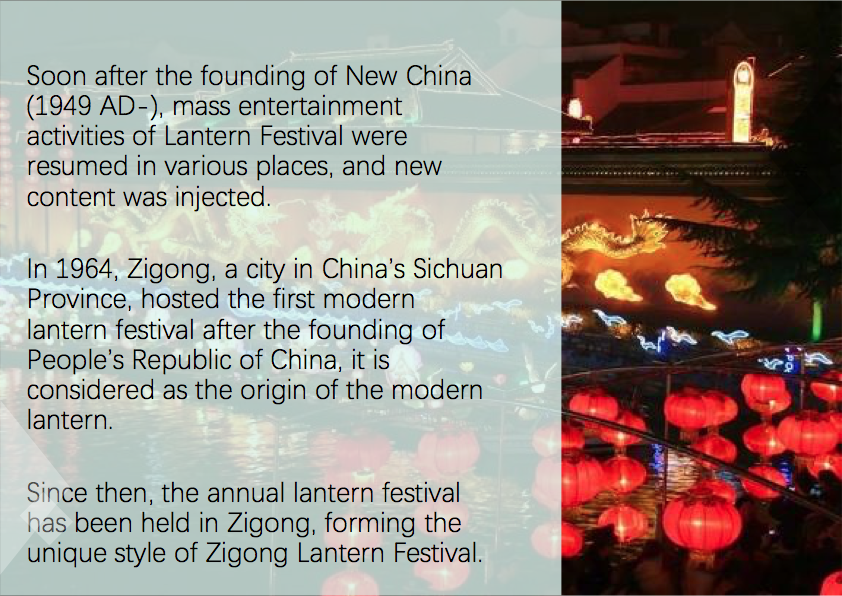 Soon after the founding of New China
(1949 AD-), mass entertainment
activities of Lantern Festival were
resumed in various places, and new
content was injected.
In 1964, Zigong, a city in China's Sichuan
Province, hosted the first modern
lantern festival after the founding of
People's Republic of China, it is
considered as the origin of the modern
lantern.
Since then, the annual lantern festival
has been held in Zigong, forming the
unique style of Zigong Lantern Festival.